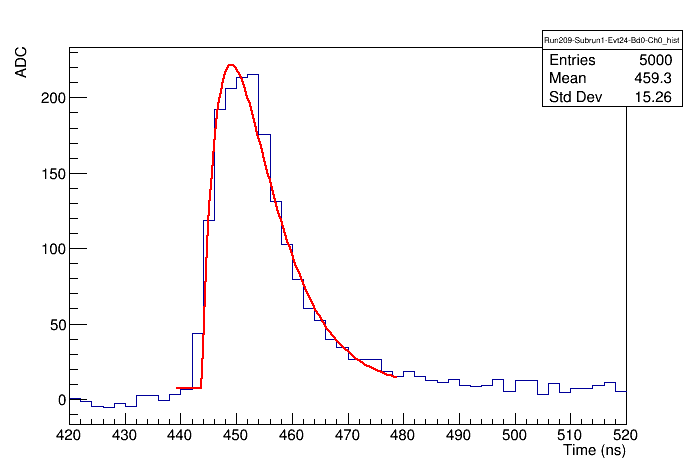 Run209-Subrun1-Evt24-Bd0-Ch0_hist
Entries 5000
Mean 459.3
Std Dev 15.26
ADC
200
150
100
50
0
420 430 440 450 460 470 480 490 500 510 520
Time (ns)